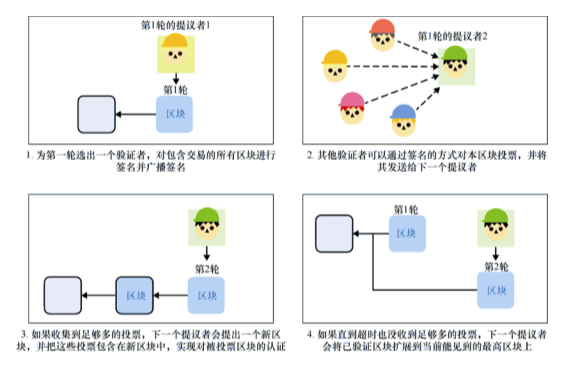 第1轮的提议者1
第1轮
区块
1. 为第一轮选出一个验证者，对包含交易的所有区块进行
签名并广播签名
第1轮的提议者2
2. 其他验证者可以通过签名的方式对本区块投票，并将
其发送给下一个提议者
第2轮
区块
区块
3. 如果收集到足够多的投票，下一个提议者会提出一个新区
块，并把这些投票包含在新区块中，实现对被投票区块的认证
第1轮
区块
第2轮
区块
4. 如果直到超时也没收到足够多的投票，下一个提议者
会将已验证区块扩展到当前能见到的最高区块上